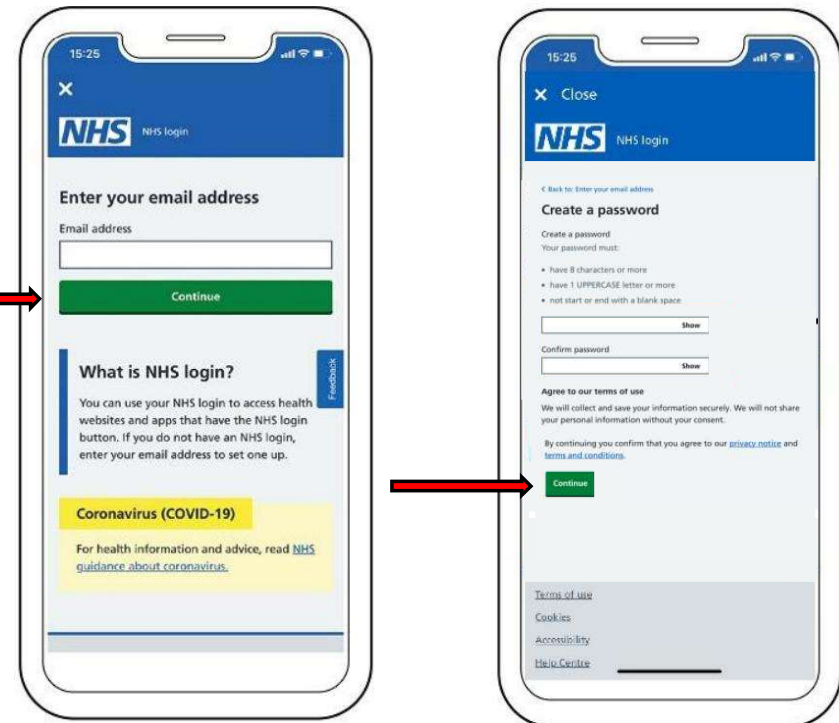 15:25
NHS NHS login
Enter your email address
Email address
Continue
Feedback
What is NHS login?
You can use your NHS login to access health
websites and apps that have the NHS login
button. If you do not have an NHS login,
enter your email address to set one up.
Coronavirus (COVID-19)
For health information and advice, read NHS
guidance about coronavirus.
15:25
Close
NHS NHS login
Back to: Enter your email address
Create a password
Create a password
Your password must:
• have 8 characters or more
• have 1 UPPERCASE letter or more
• not start or end with a blank space
Show
Confirm password
Show
Agree to our terms of use
We will collect and save your information securely. We will not share
your personal information without your consent.
By continuing you confirm that you agree to our privacy notice and
terms and conditions.
Continue
Terms of use
Cookies
Accessibility
Help Centre